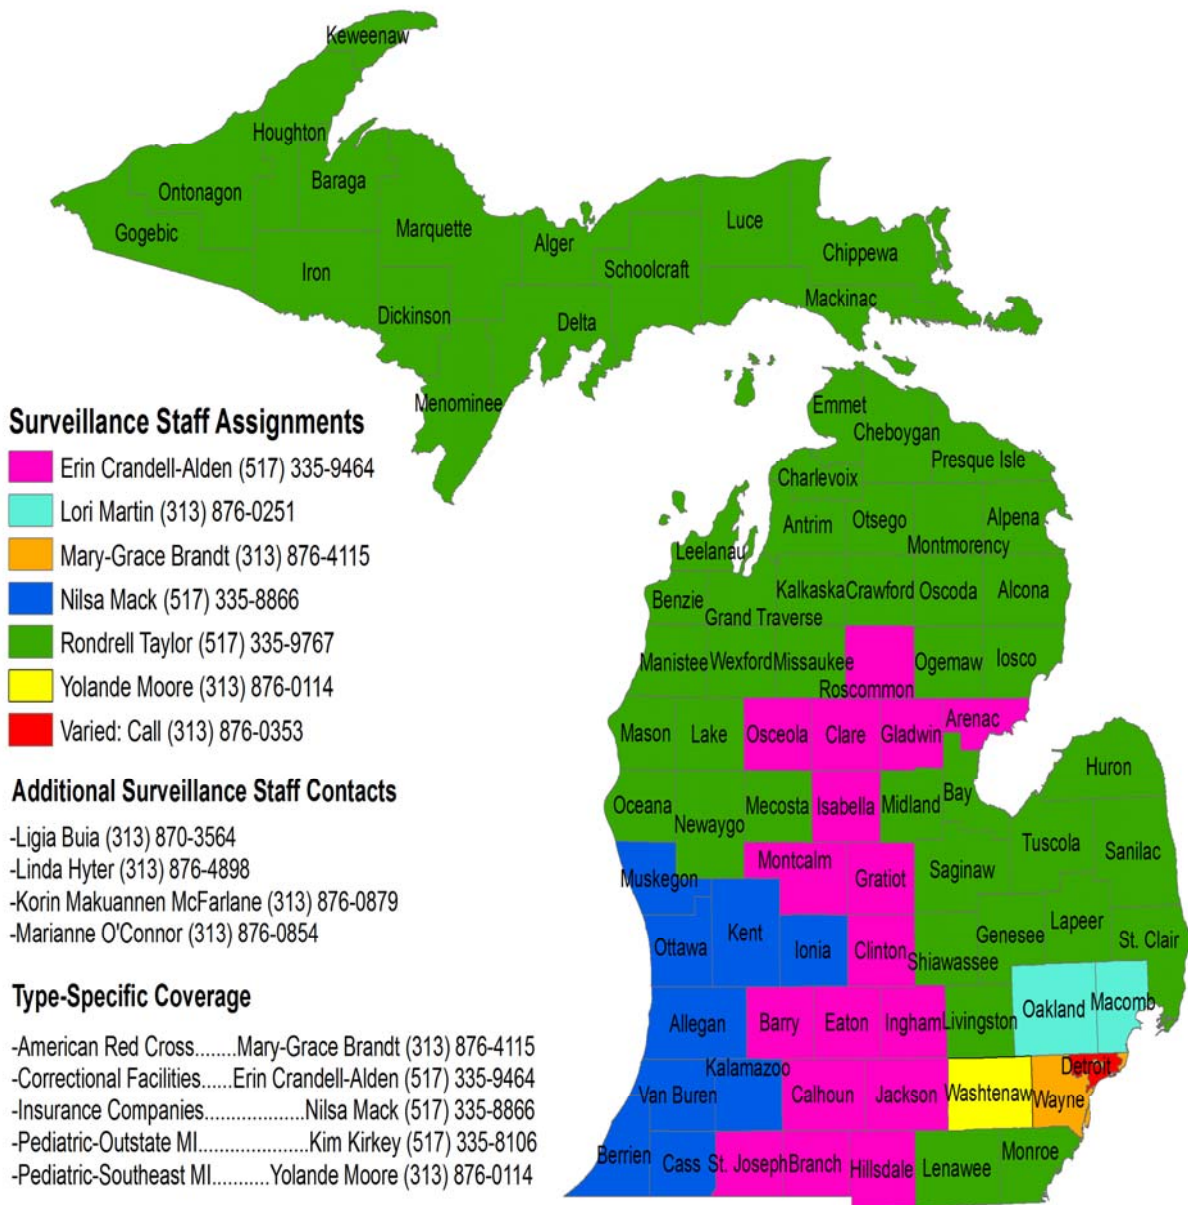 Keweenaw
Houghton
Ontonagon
Baraga
Gogebic
Marquette
Alger
Luce
Iron
Schoolcraft
Chippewa
Dickinson
Delta
Mackinac
Menominee
Surveillance Staff Assignments
Erin Crandell-Alden (517) 335-9464
Lori Martin (313) 876-0251
Mary-Grace Brandt (313) 876-4115
Nilsa Mack (517) 335-8866
Rondrell Taylor (517) 335-9767
Yolande Moore (313) 876-0114
Varied: Call (313) 876-0353
Additional Surveillance Staff Contacts
-Ligia Buia (313) 870-3564
-Linda Hyter (313) 876-4898
-Korin Makuannen McFarlane (313) 876-0879
-Marianne O'Connor (313) 876-0854
Type-Specific Coverage
-American Red Cross........Mary-Grace Brandt (313) 876-4115
-Correctional Facilities......Erin Crandell-Alden (517) 335-9464
-Insurance Companies...................Nilsa Mack (517) 335-8866
-Pediatric-Outstate MI.....................Kim Kirkey (517) 335-8106
-Pediatric-Southeast MI...........Yolande Moore (313) 876-0114
Emmet
Cheboygan
Presque Isle
Charlevoix
Antrim Otsego Alpena
Montmorency
Leelanau
Benzie Kalkaska Crawford Oscoda Alcona
Grand Traverse
Manistee Wexford Missaukee Ogemaw Iosco
Roscommon
Mason Lake Osceola Clare Gladwin Arenac
Huron
Oceana Newaygo Mecosta Isabella Midland Bay
Tuscola Sanilac
Muskegon Montcalm Gratiot Saginaw
Ottawa Kent Ionia Clinton Shiawassee Genesee Lapeer St. Clair
Allegan Barry Eaton Ingham Livingston Oakland Macomb
Van Buren Kalamazoo Calhoun Jackson Washtenaw Wayne Detroit
Berrien Cass St. Joseph Branch Hillsdale Lenawee Monroe